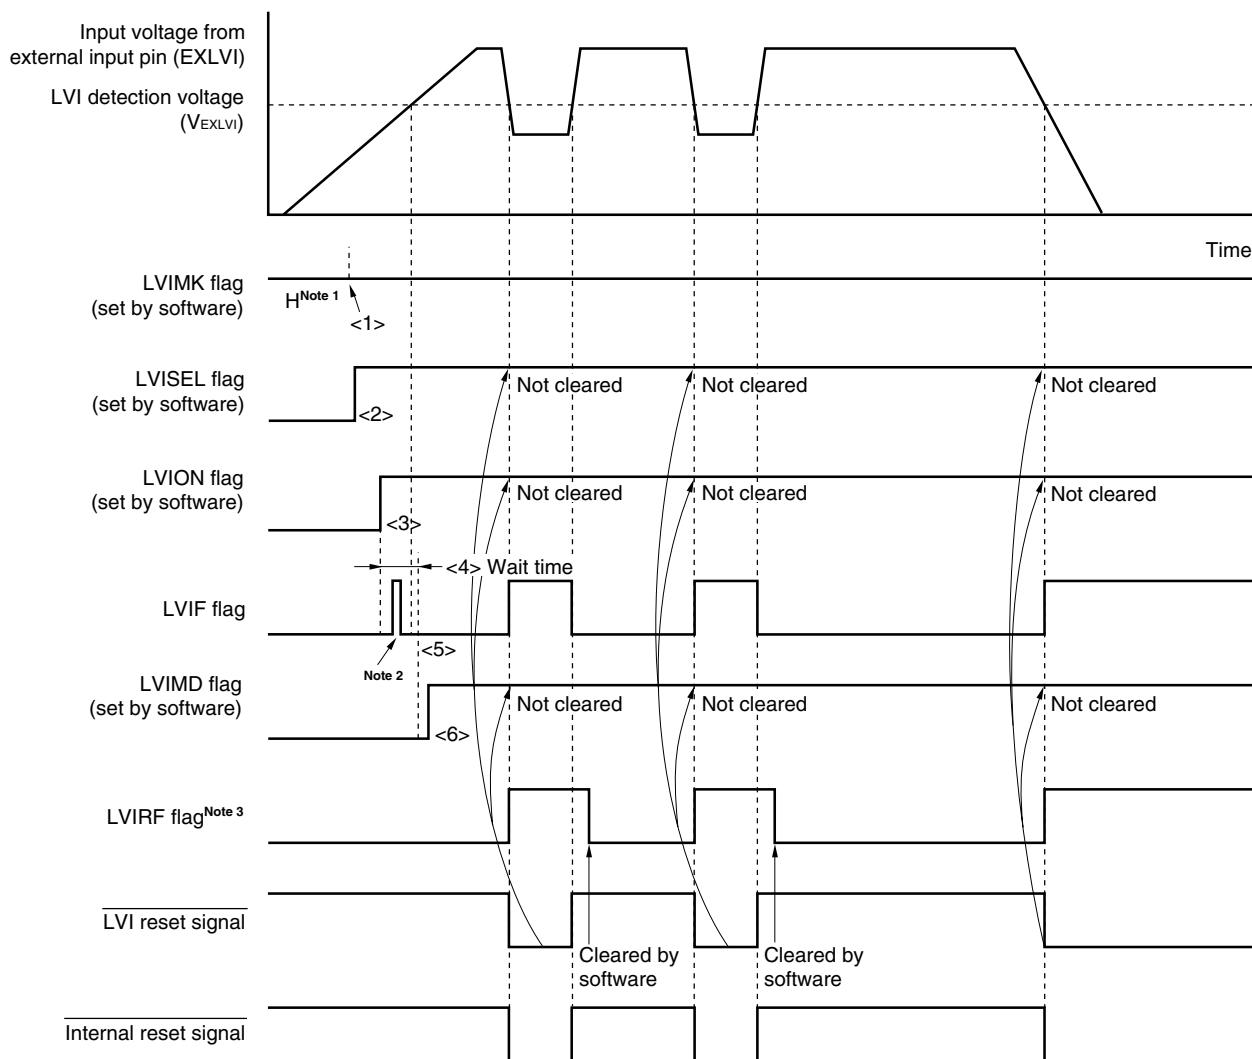 Input voltage from
external input pin (EXLVI)
LVI detection voltage
(VEXLVI)
Time
LVIMK flag
(set by software)
H Note 1
<1>
LVISEL flag
(set by software)
<2>
Not cleared
Not cleared
Not cleared
LVION flag
(set by software)
<3>
Not cleared
Not cleared
Not cleared
<4> Wait time
LVIF flag
Note 2
<5>
LVIMD flag
(set by software)
<6>
Not cleared
Not cleared
Not cleared
LVIRF flag Note 3
LVI reset signal
Cleared by
software
Cleared by
software
Internal reset signal